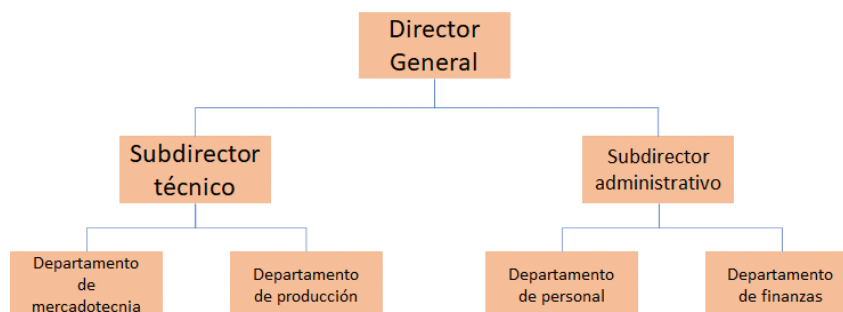 Director
General
Subdirector
técnico
Subdirector
administrativo
Departamento
de
mercadotecnia
Departamento
de producción
Departamento
de personal
Departamento
de finanzas